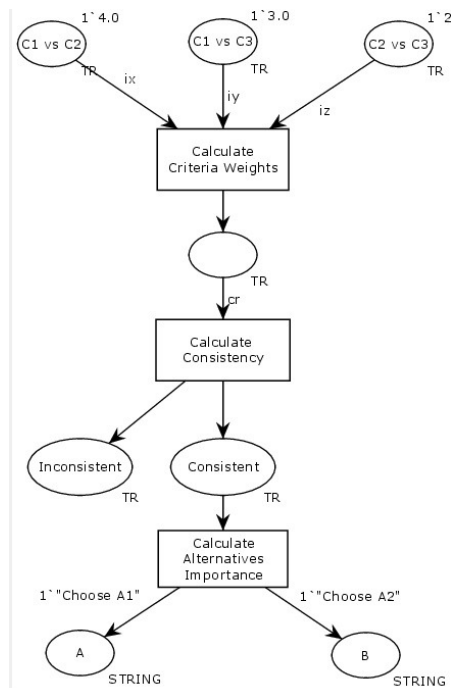 1`4.0
1`3.0
1`2
C1 vs C2
C1 vs C3
C2 vs C3
TR
TR
TR
ix
iy
iz
Calculate
Criteria Weights
TR
cr
Calculate
Consistency
Inconsistent
Consistent
TR
TR
Calculate
Alternatives
Importance
1`"Choose A1"
1`"Choose A2"
A
B
STRING
STRING